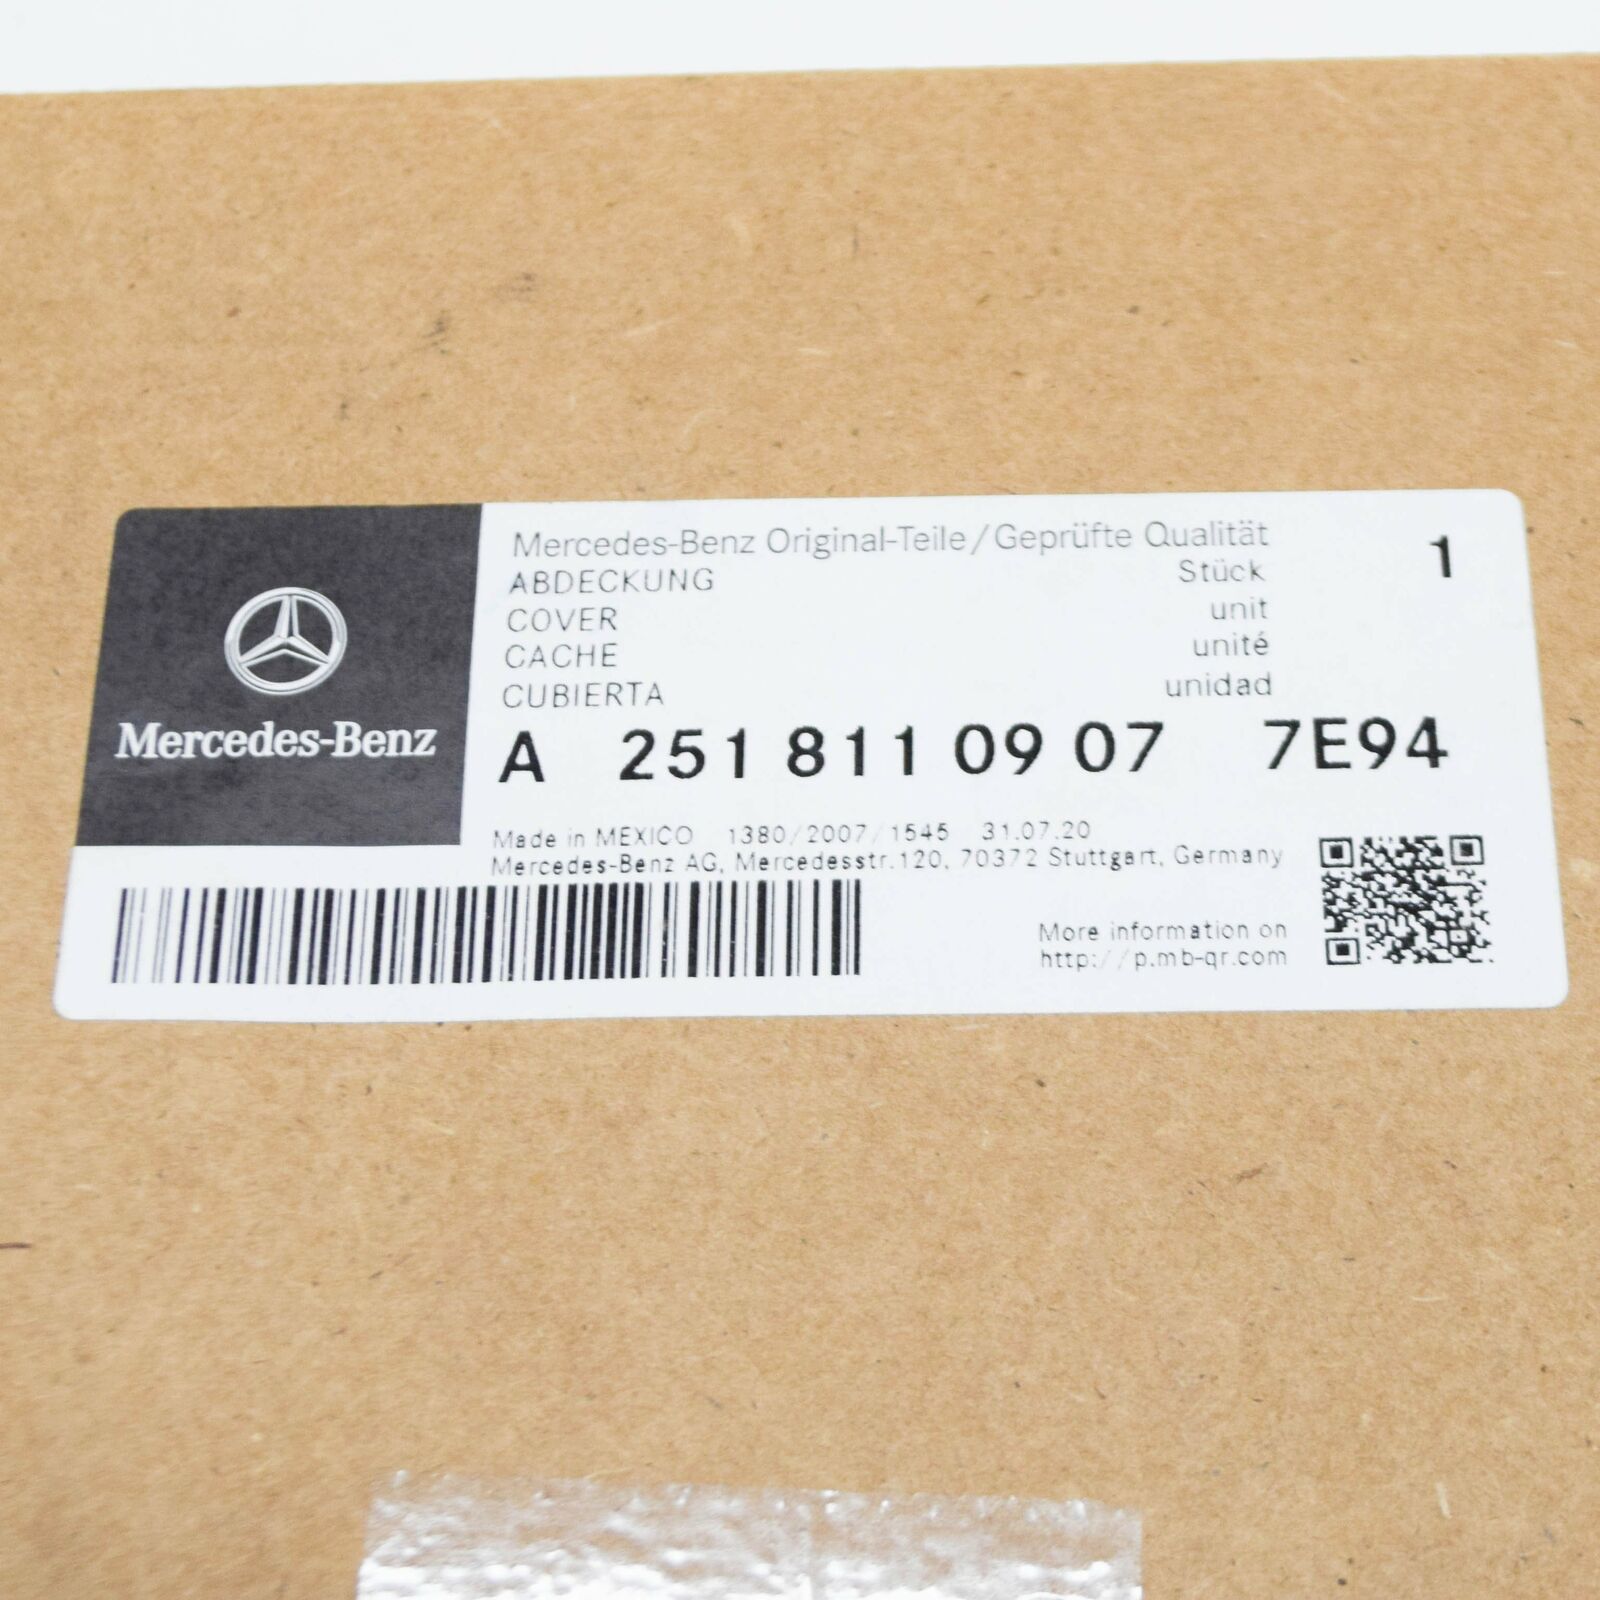 Mercedes-Benz
Mercedes-Benz Original-Teile/Geprüfte Qualität
ABDECKUNG Stück 1
COVER unit
CACHE unité
CUBIERTA unidad
A 251 811 09 07 7E94
Made in MEXICO 1380/2007/1545 31.07.20
Mercedes-Benz AG, Mercedesstr.120, 70372 Stuttgart, Germany
More information on
http://p.mb-qr.com